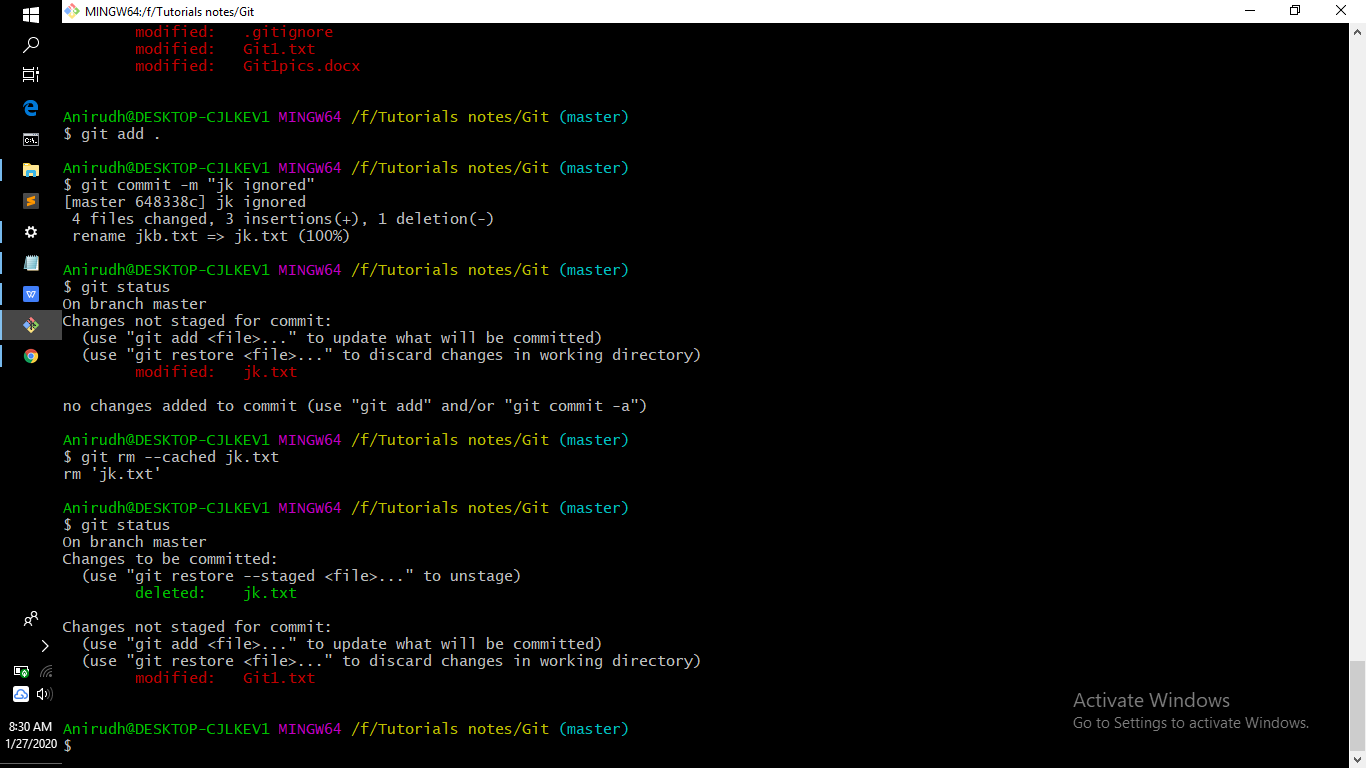 MINGW64:/f/Tutorials notes/Git
modified:   .gitignore
modified:   Git1.txt
modified:   Git1pics.docx
Anirudh@DESKTOP-CJLKEV1 MINGW64 /f/Tutorials notes/Git (master)
$ git add .
Anirudh@DESKTOP-CJLKEV1 MINGW64 /f/Tutorials notes/Git (master)
$ git commit -m "jk ignored"
[master 648338c] jk ignored
4 files changed, 3 insertions(+), 1 deletion(-)
rename jkb.txt => jk.txt (100%)
Anirudh@DESKTOP-CJLKEV1 MINGW64 /f/Tutorials notes/Git (master)
$ git status
On branch master
Changes not staged for commit:
(use "git add <file>..." to update what will be committed)
(use "git restore <file>..." to discard changes in working directory)
modified:   jk.txt
no changes added to commit (use "git add" and/or "git commit -a")
Anirudh@DESKTOP-CJLKEV1 MINGW64 /f/Tutorials notes/Git (master)
$ git rm --cached jk.txt
rm 'jk.txt'
Anirudh@DESKTOP-CJLKEV1 MINGW64 /f/Tutorials notes/Git (master)
$ git status
On branch master
Changes to be committed:
(use "git restore --staged <file>..." to unstage)
deleted:    jk.txt
Changes not staged for commit:
(use "git add <file>..." to update what will be committed)
(use "git restore <file>..." to discard changes in working directory)
modified:   Git1.txt
Anirudh@DESKTOP-CJLKEV1 MINGW64 /f/Tutorials notes/Git (master)
$
Activate Windows
Go to Settings to activate Windows.
8:30 AM
1/27/2020